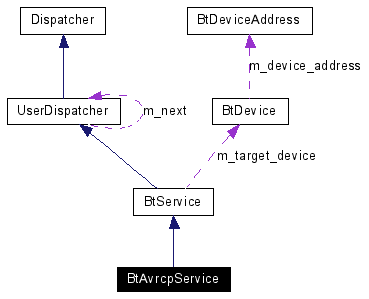 Dispatcher
BtDeviceAddress
m_device_address
UserDispatcher
m_next
BtDevice
m_target_device
BtService
BtAvrcpService